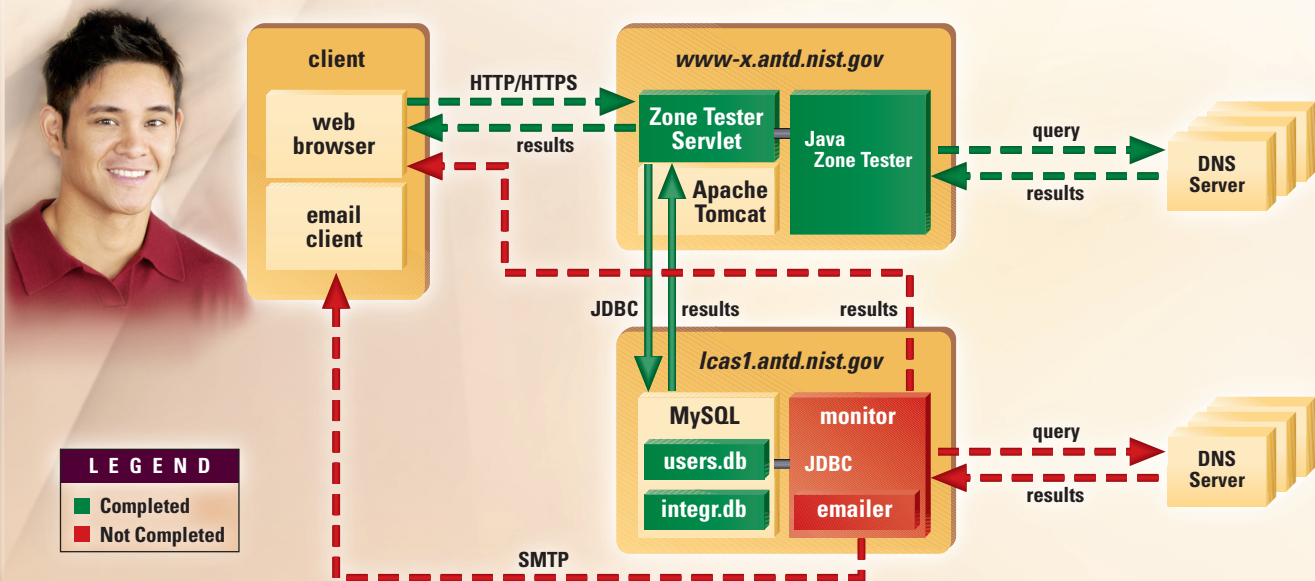 client
web
browser
email
client
HTTP/HTTPS
results
www-x.antd.nist.gov
Zone Tester
Servlet
Java
Zone Tester
Apache
Tomcat
query
results
DNS
Server
JDBC
results
results
lcas1.antd.nist.gov
MySQL
users.db
integr.db
monitor
JDBC
emailer
query
results
DNS
Server
SMTP
LEGEND
Completed
Not Completed